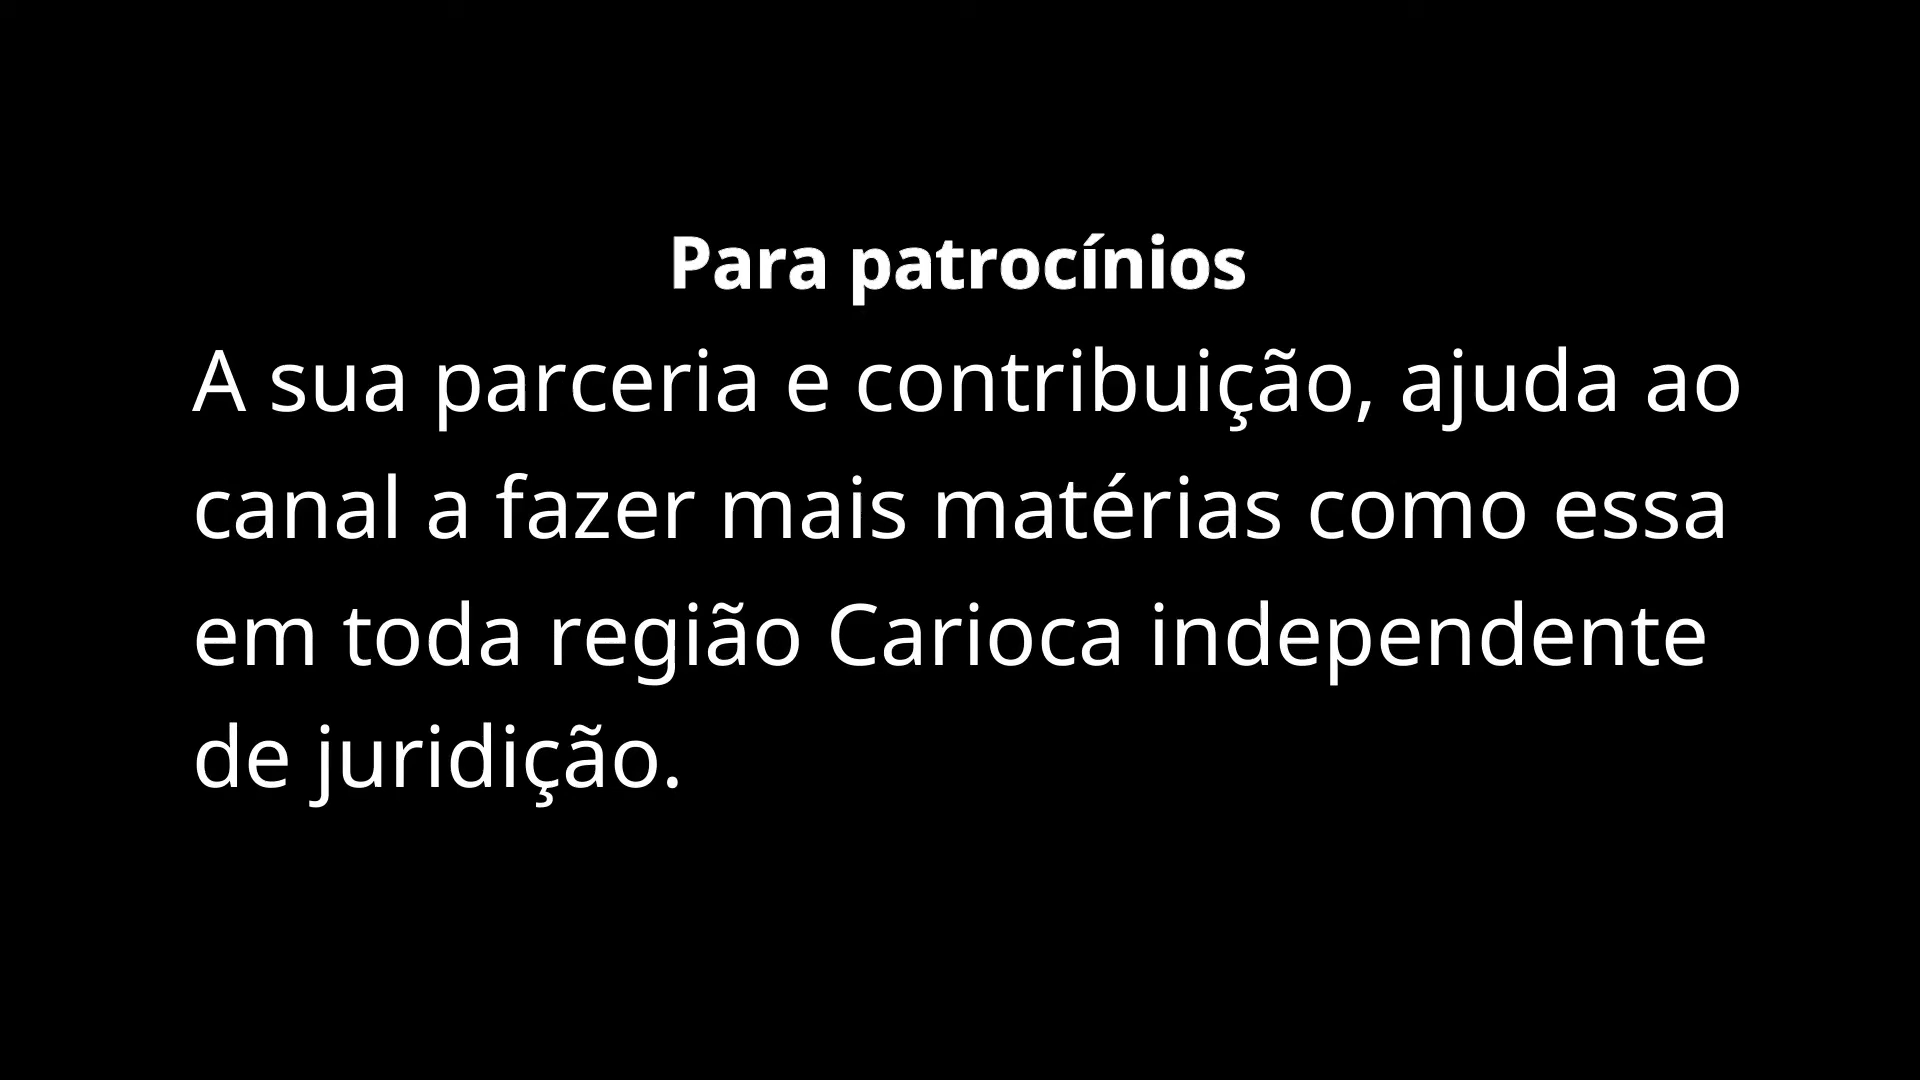 Para patrocínios
A sua parceria e contribuição, ajuda ao
canal a fazer mais matérias como essa
em toda região Carioca independente
de juridição.